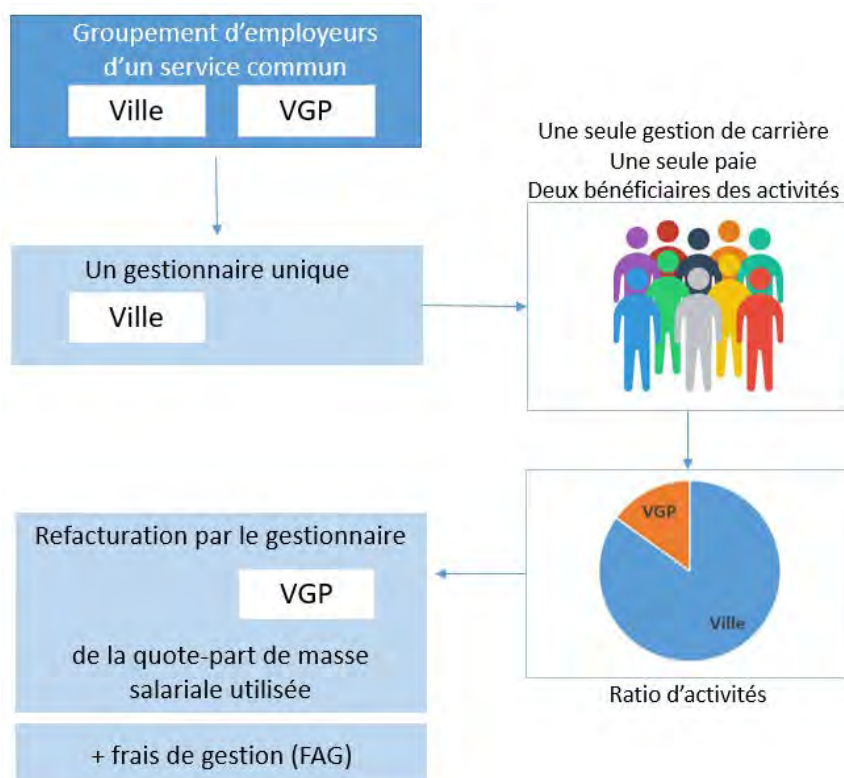 Groupement d'employeurs
d'un service commun
Ville
VGP
Un gestionnaire unique
Ville
Une seule gestion de carrière
Une seule paie
Deux bénéficiaires des activités
VGP
Ville
Ratio d'activités
Refacturation par le gestionnaire
VGP
de la quote-part de masse
salariale utilisée
+ frais de gestion (FAG)